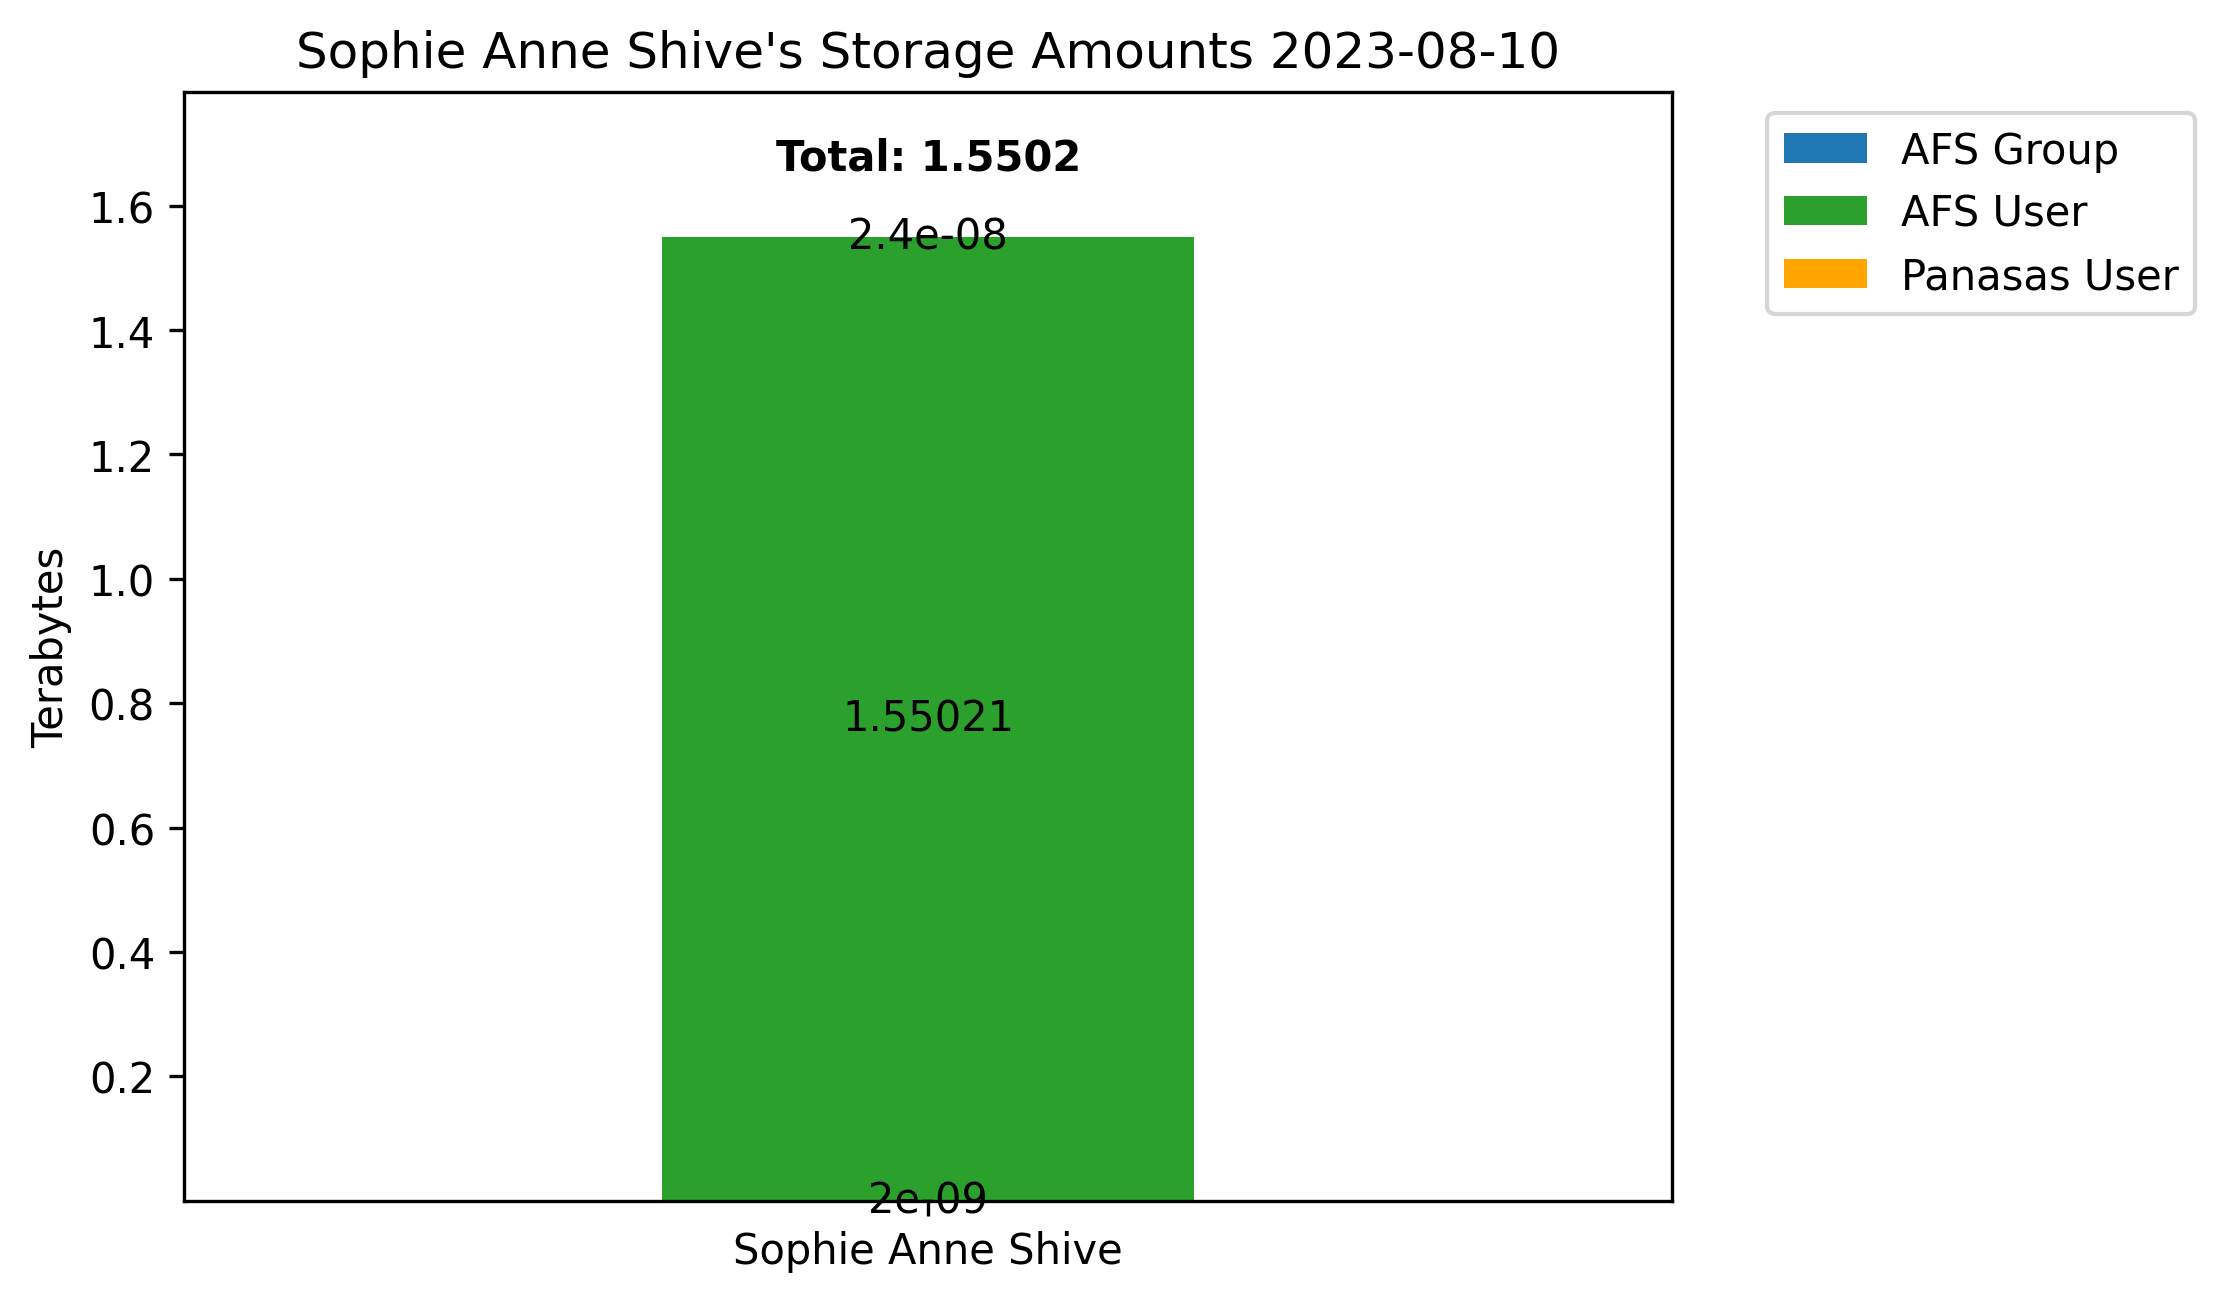 Sophie Anne Shive's Storage Amounts 2023-08-10
Total: 1.5502
2.4e-08
1.55021
2e-09
1.6
1.4
1.2
1.0
0.8
0.6
0.4
0.2
Terabytes
Sophie Anne Shive
AFS Group
AFS User
Panasas User